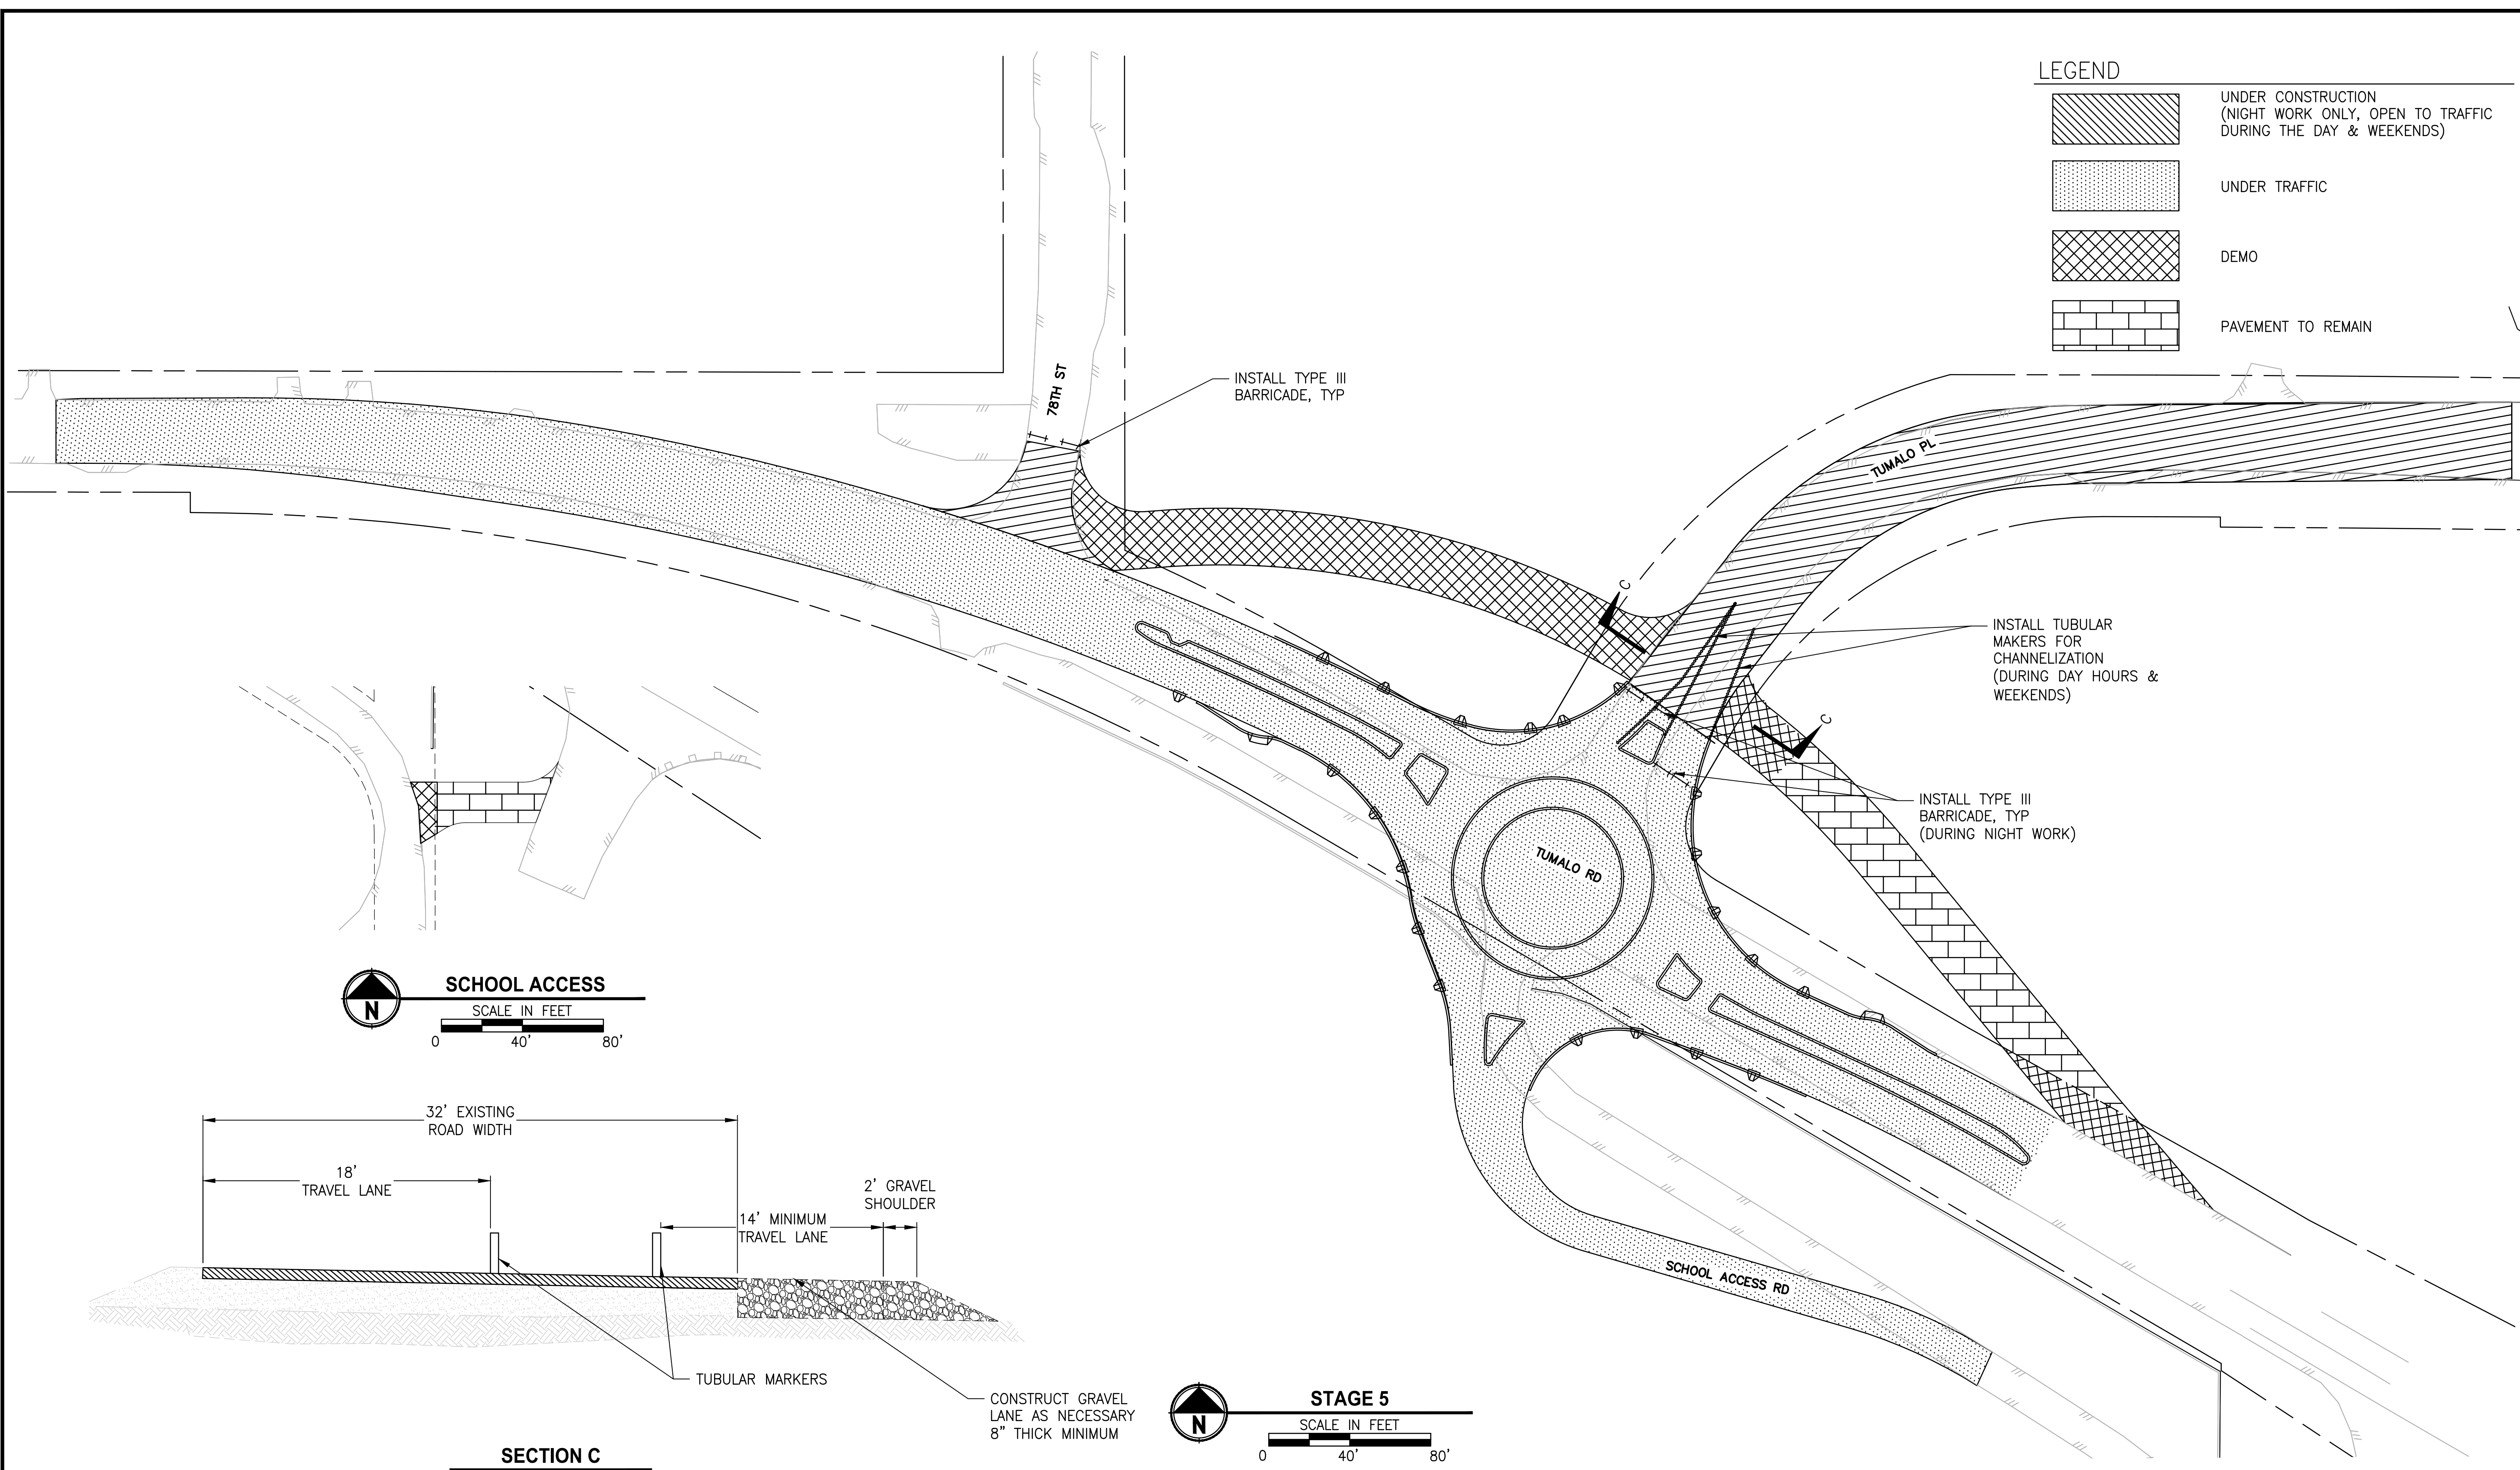 LEGEND
UNDER CONSTRUCTION
(NIGHT WORK ONLY, OPEN TO TRAFFIC
DURING THE DAY & WEEKENDS)
UNDER TRAFFIC
DEMO
PAVEMENT TO REMAIN
78TH ST
INSTALL TYPE III
BARRICADE, TYP
TUMALO PL
C
INSTALL TUBULAR
MAKERS FOR
CHANNELIZATION
(DURING DAY HOURS &
WEEKENDS)
C
INSTALL TYPE III
BARRICADE, TYP
(DURING NIGHT WORK)
TUMALO RD
SCHOOL ACCESS RD
N
SCHOOL ACCESS
SCALE IN FEET
0 40' 80'
32' EXISTING
ROAD WIDTH
18'
TRAVEL LANE
14' MINIMUM
TRAVEL LANE
2' GRAVEL
SHOULDER
TUBULAR MARKERS
CONSTRUCT GRAVEL
LANE AS NECESSARY
8" THICK MINIMUM
SECTION C
N
STAGE 5
SCALE IN FEET
0 40' 80'